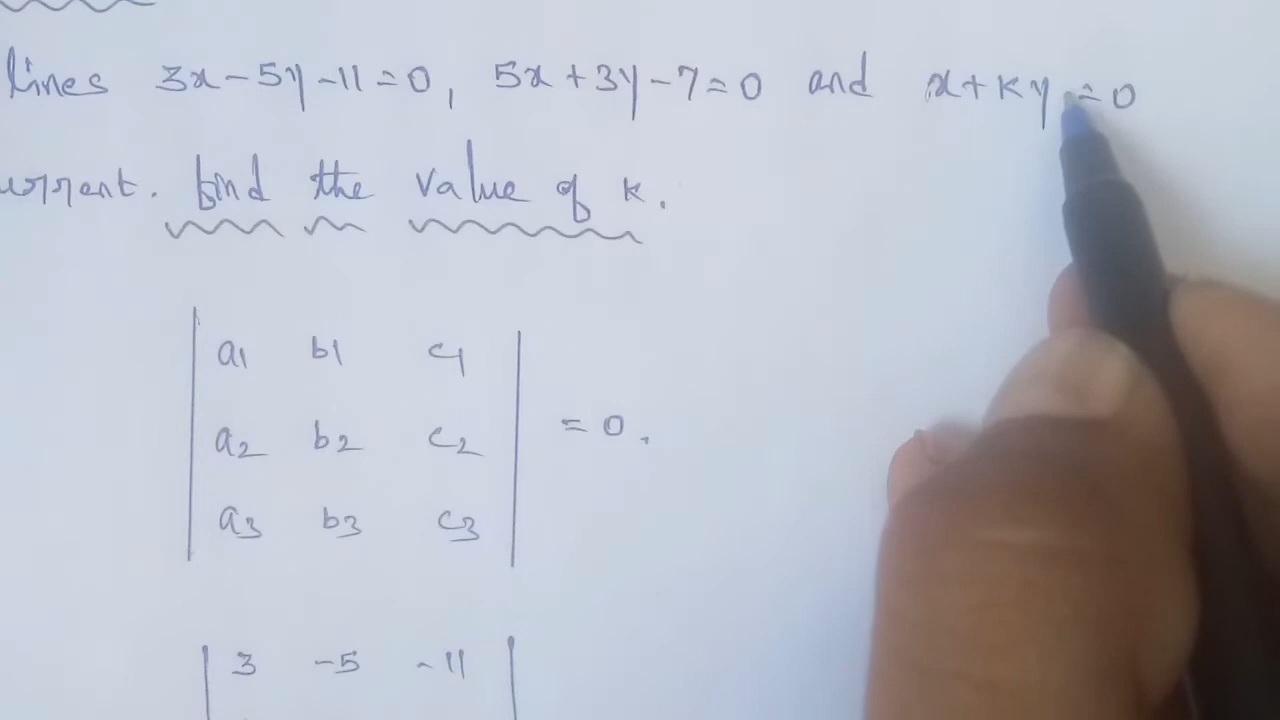 lines 3x-5y-11=0, 5x+3y-7=0 and x+ky=0
urrent. find the value of k.
a1 b1 c1
a2 b2 c2 = 0.
a3 b3 c3
3 -5 -11